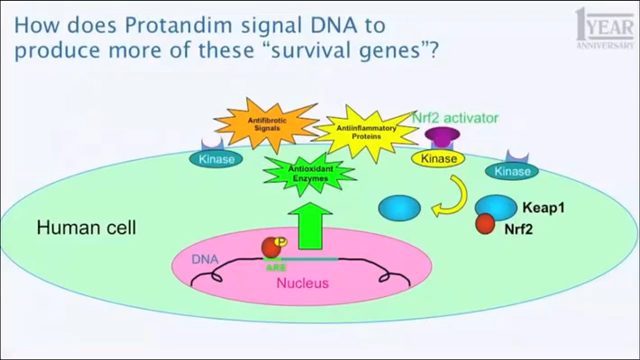 How does Protandim signal DNA to
produce more of these “survival genes”?
1 YEAR
ANNIVERSARY
Antifibrotic
Signals
Antiinflammatory
Proteins
Nrf2 activator
Kinase
Kinase
Kinase
Antioxidant
Enzymes
Keap1
Nrf2
Human cell
P
DNA
ARE
Nucleus